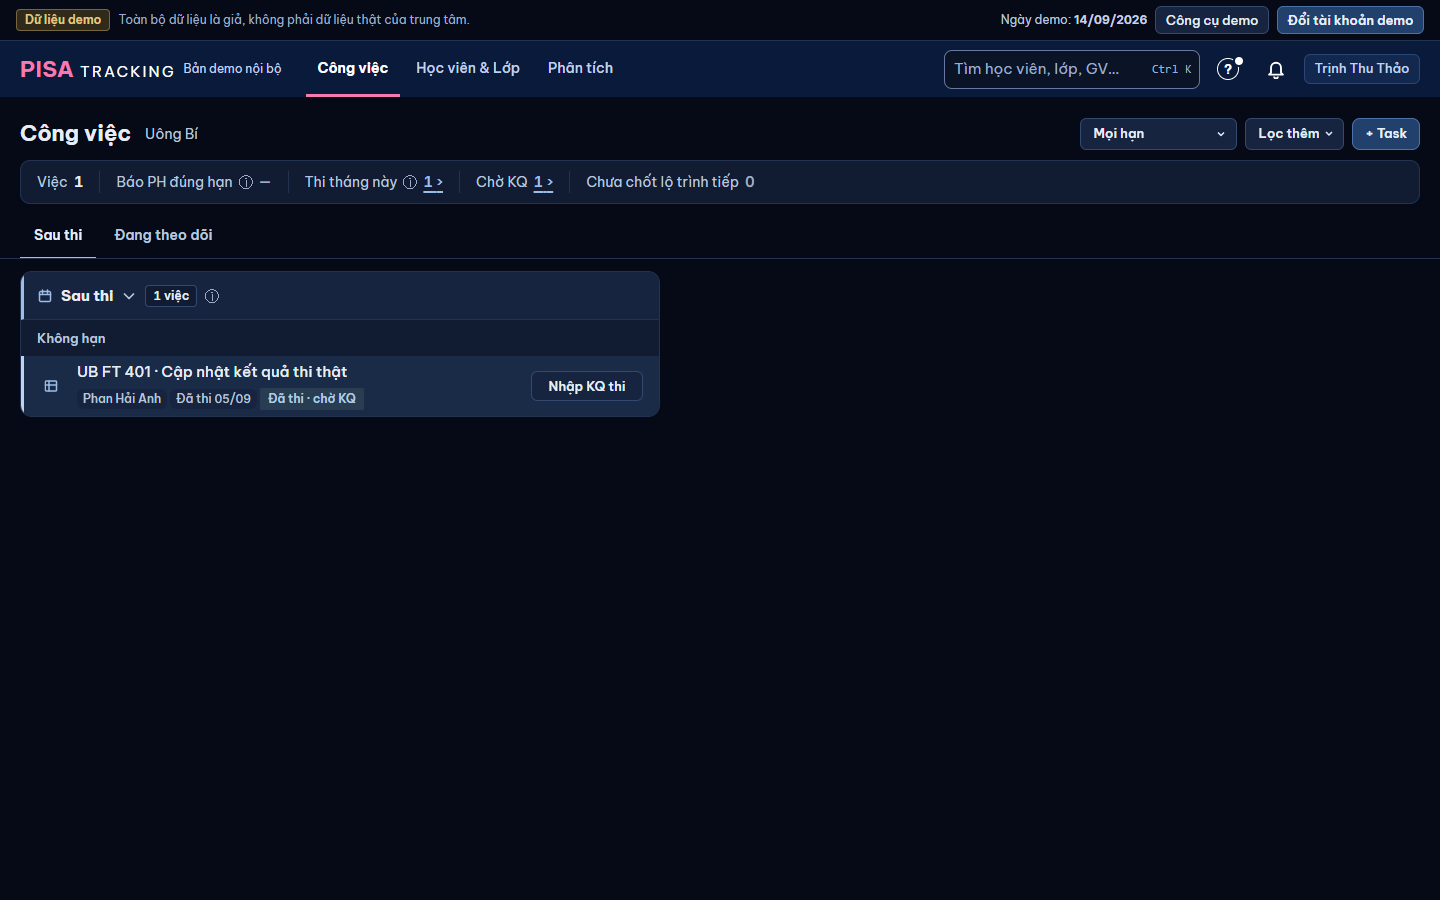 Dữ liệu demo Toàn bộ dữ liệu là giả, không phải dữ liệu thật của trung tâm. Ngày demo: 14/09/2026 Công cụ demo Đổi tài khoản demo
PISA TRACKING Bản demo nội bộ Công việc Học viên & Lớp Phân tích Tìm học viên, lớp, GV... Ctrl K ? Trịnh Thu Thảo
Công việc Uông Bí Mọi hạn Lọc thêm + Task
Việc 1 Báo PH đúng hạn ⓘ — Thi tháng này ⓘ 1 › Chờ KQ 1 › Chưa chốt lộ trình tiếp 0
Sau thi Đang theo dõi
Sau thi 1 việc ⓘ
Không hạn
UB FT 401 · Cập nhật kết quả thi thật
Phan Hải Anh Đã thi 05/09 Đã thi · chờ KQ Nhập KQ thi